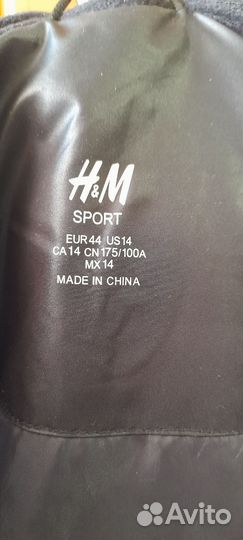 H&M
SPORT
EUR 44 US 14
CA 14 CN 175/100A
MX 14
MADE IN CHINA
Avito